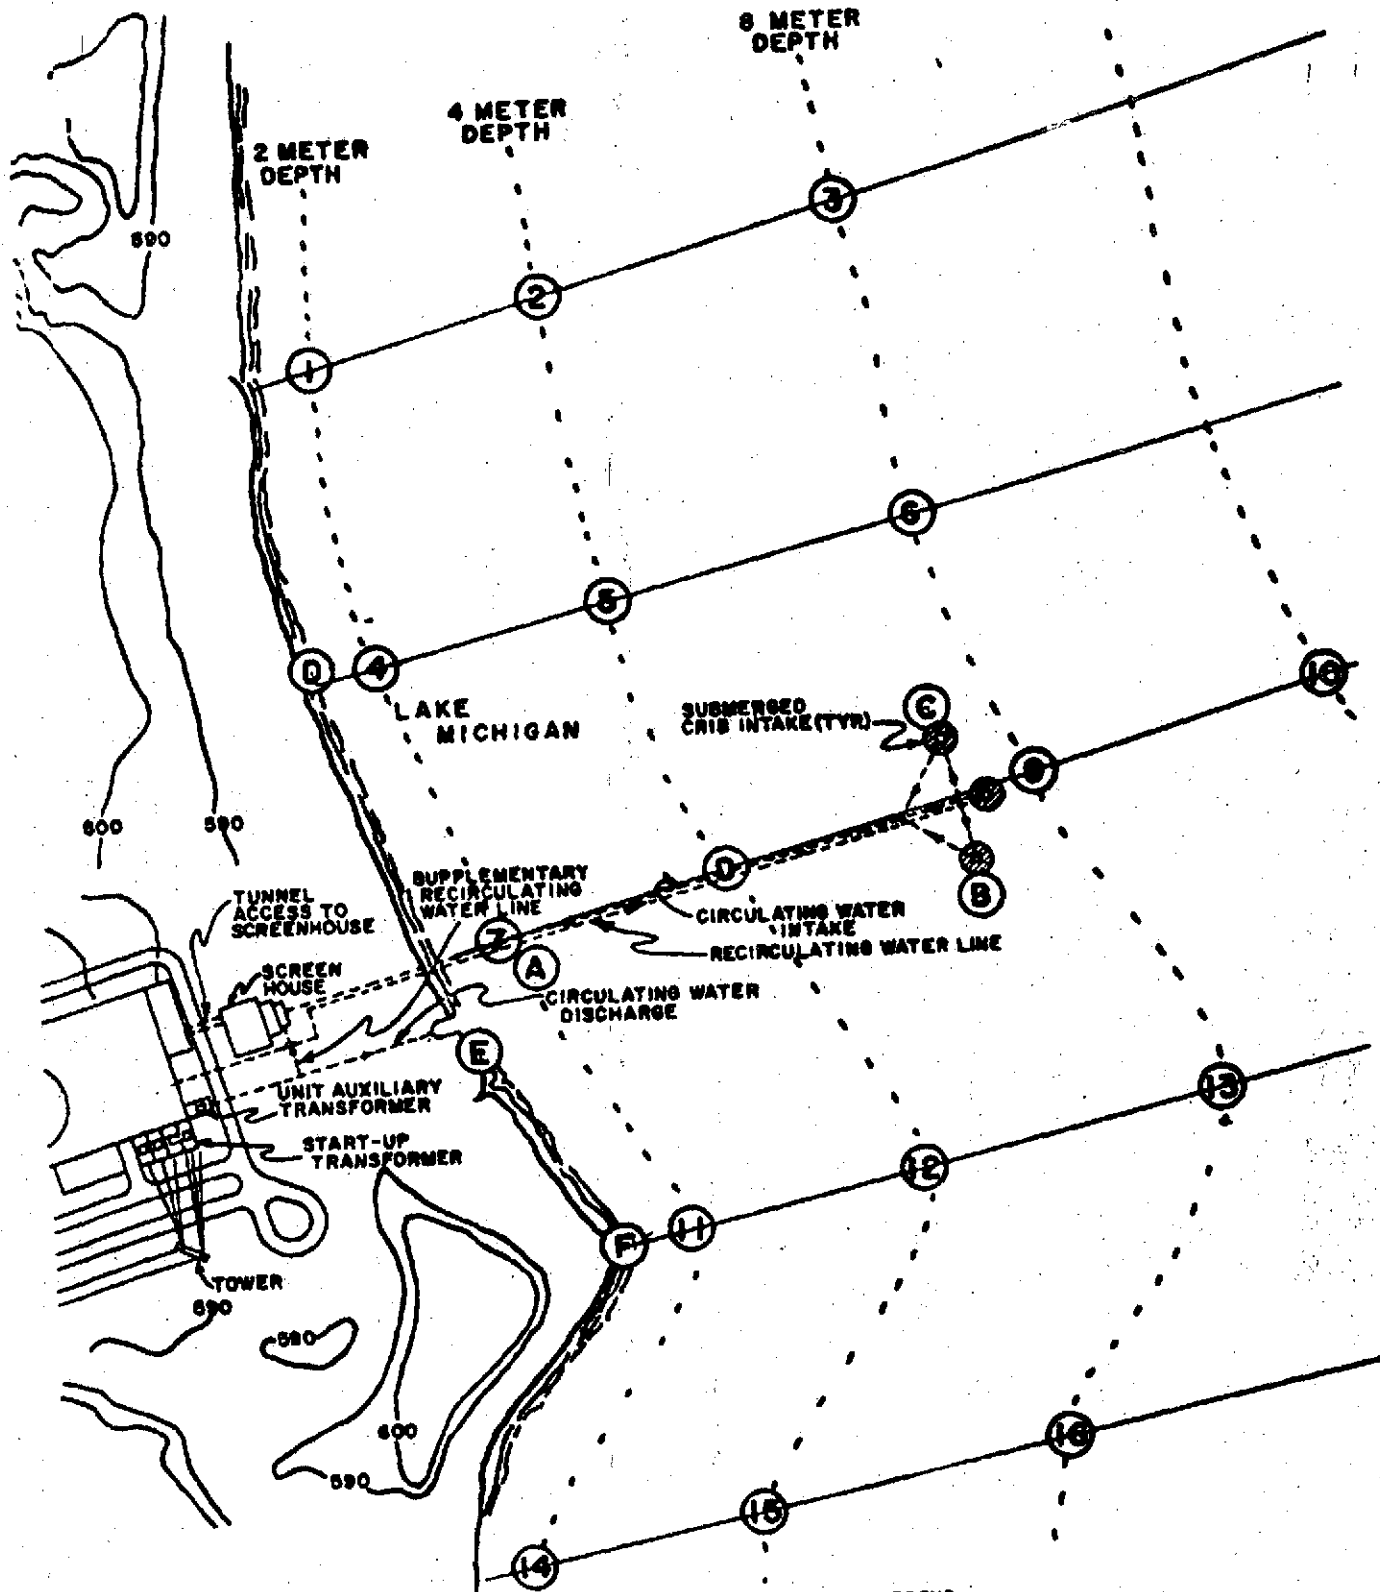 8 METER
DEPTH
4 METER
DEPTH
2 METER
DEPTH
590
3
2
1
6
5
D
4
10
LAKE
MICHIGAN
SUBMERGED
CRIB INTAKE (TYP.)
C
9
600
590
B
TUNNEL
ACCESS TO
SCREENHOUSE
SUPPLEMENTARY
RECIRCULATING
WATER LINE
CIRCULATING WATER
INTAKE
RECIRCULATING WATER LINE
7
A
SCREEN
HOUSE
CIRCULATING WATER
DISCHARGE
E
UNIT AUXILIARY
TRANSFORMER
13
START-UP
TRANSFORMER
12
11
F
TOWER
590
590
600
590
16
15
14